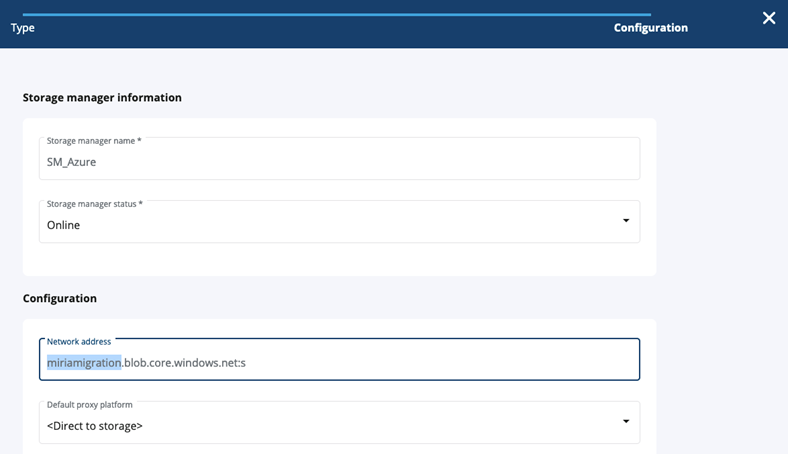 Type
Configuration
Storage manager information
Storage manager name *
SM_Azure
Storage manager status *
Online
Configuration
Network address
miriamigration.blob.core.windows.net:s
Default proxy platform
<Direct to storage>